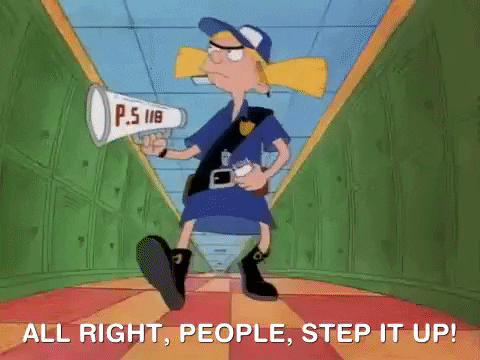 P.S 118
ALL RIGHT, PEOPLE, STEP IT UP!